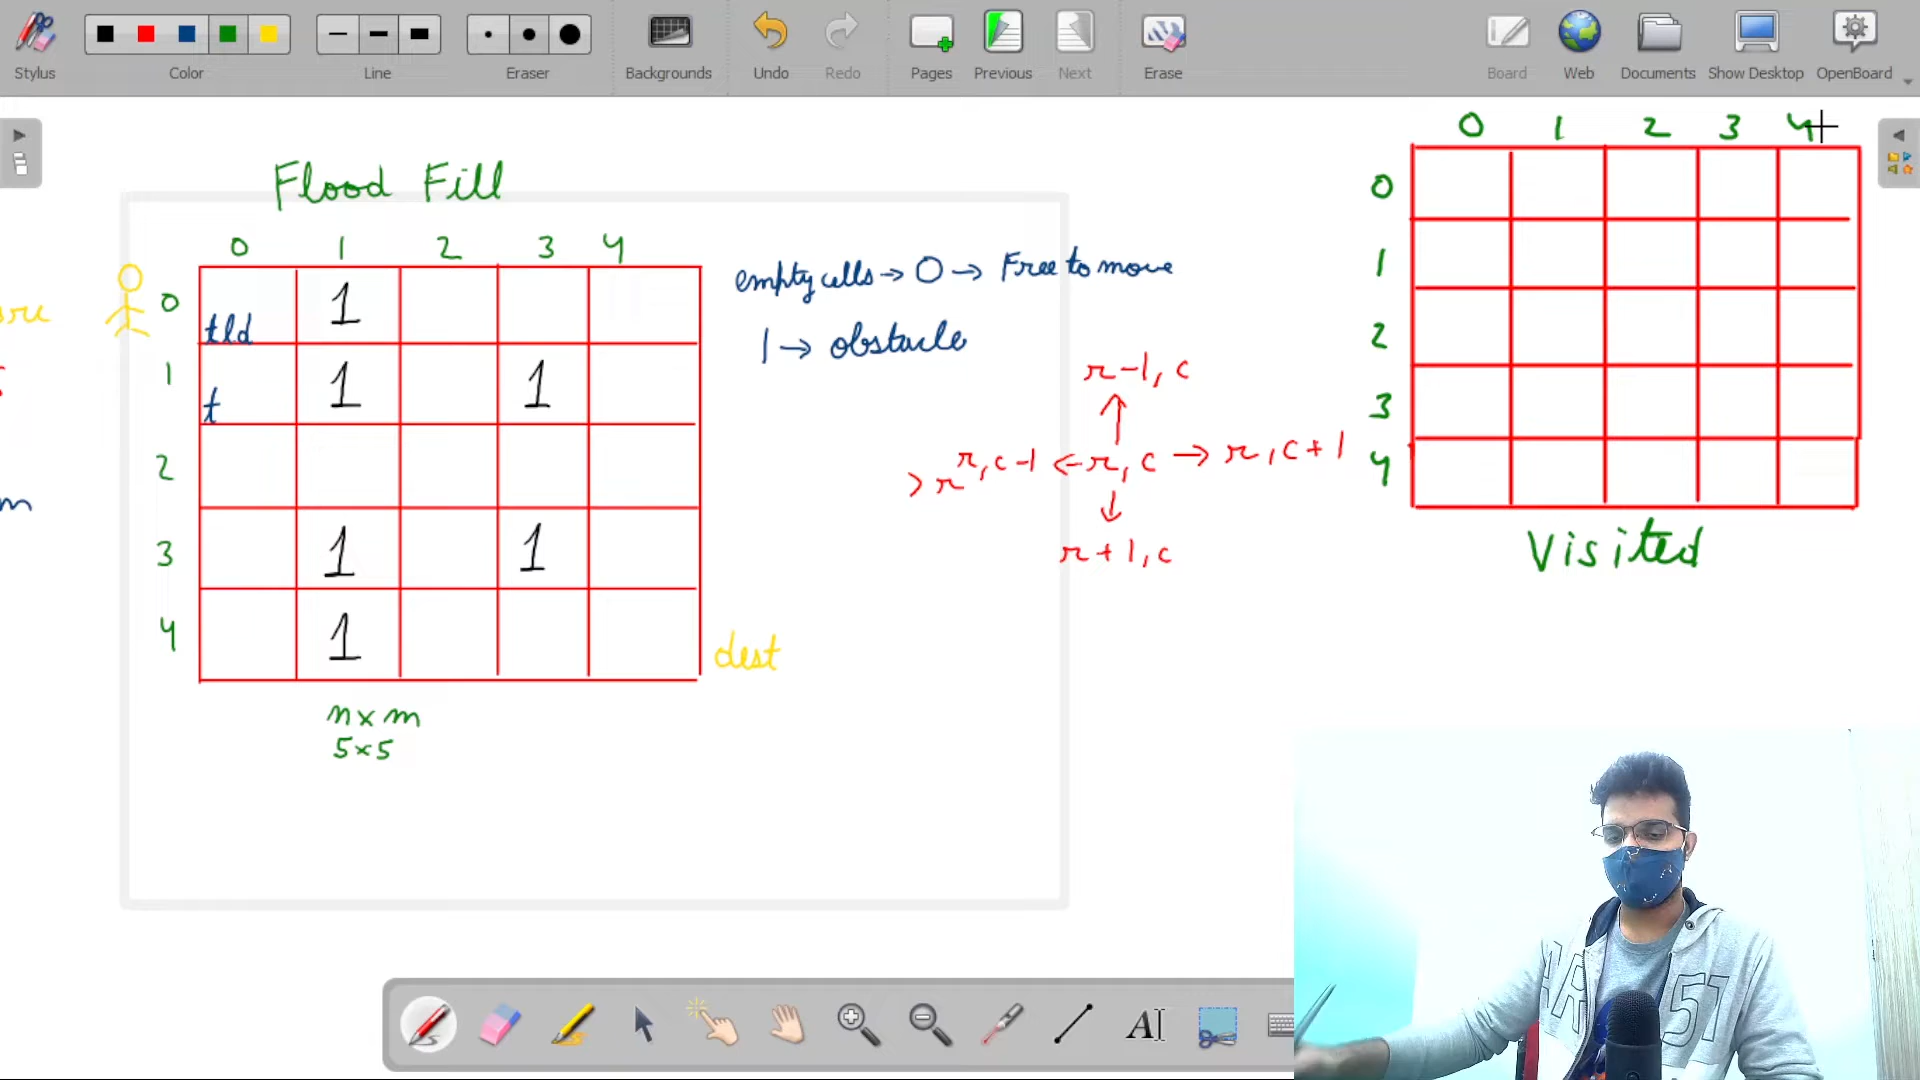 Stylus
Color
Line
Eraser
Backgrounds
Undo
Redo
Pages
Previous
Next
Erase
Board
Web
Documents
Show Desktop
OpenBoard
Flood Fill
0 1 2 3 4
0 1
tld
1 1 1
t
2
3 1 1
4 1
dest
n x m
5 x 5
empty cells → 0 → Free to move
1 → obstacle
r-1, c
r, c-1 ← r, c → r, c+1
> r
r+1, c
0 1 2 3 4
0
1
2
3
4
Visited
m
51